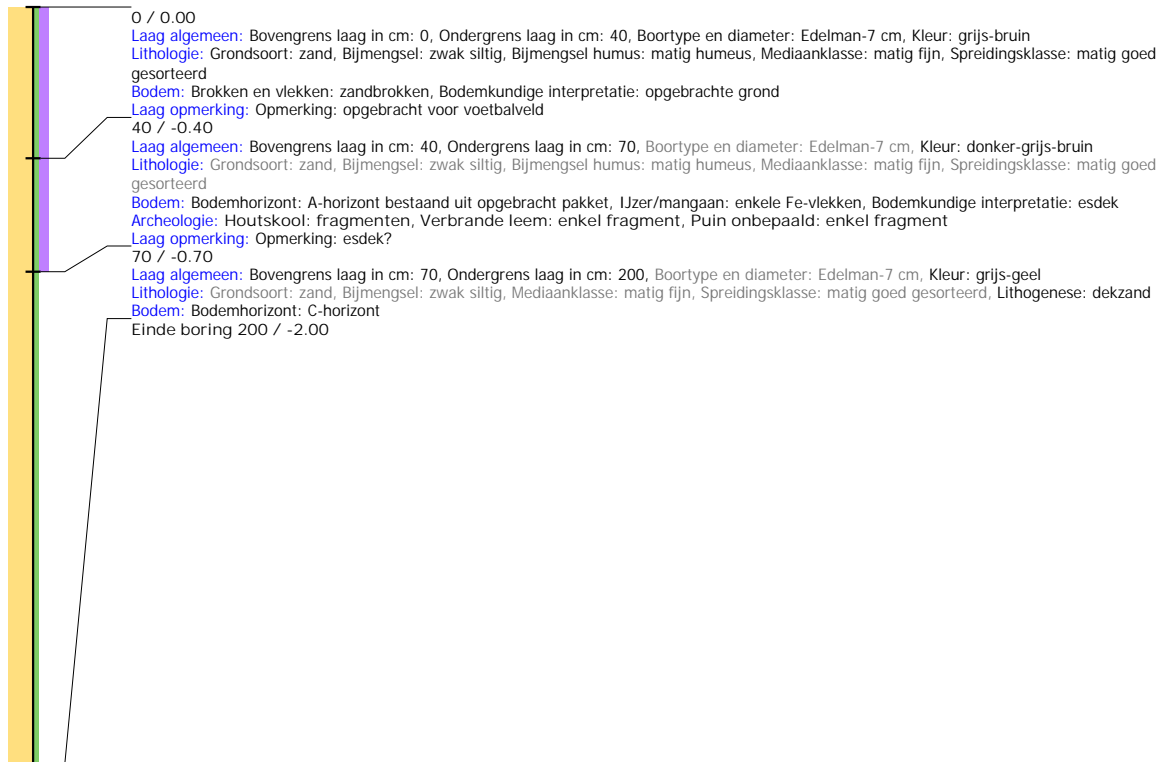 0 / 0.00
Laag algemeen: Bovengrens laag in cm: 0, Ondergrens laag in cm: 40, Boortype en diameter: Edelman-7 cm, Kleur: grijs-bruin
Lithologie: Grondsoort: zand, Bijmengsel: zwak siltig, Bijmengsel humus: matig humeus, Mediaanklasse: matig fijn, Spreidingsklasse: matig goed
gesorteerd
Bodem: Brokken en vlekken: zandbrokken, Bodemkundige interpretatie: opgebrachte grond
Laag opmerking: Opmerking: opgebracht voor voetbalveld
40 / -0.40
Laag algemeen: Bovengrens laag in cm: 40, Ondergrens laag in cm: 70, Boortype en diameter: Edelman-7 cm, Kleur: donker-grijs-bruin
Lithologie: Grondsoort: zand, Bijmengsel: zwak siltig, Bijmengsel humus: matig humeus, Mediaanklasse: matig fijn, Spreidingsklasse: matig goed
gesorteerd
Bodem: Bodemhorizont: A-horizont bestaand uit opgebracht pakket, IJzer/mangaan: enkele Fe-vlekken, Bodemkundige interpretatie: esdek
Archeologie: Houtskool: fragmenten, Verbrande leem: enkel fragment, Puin onbepaald: enkel fragment
Laag opmerking: Opmerking: esdek?
70 / -0.70
Laag algemeen: Bovengrens laag in cm: 70, Ondergrens laag in cm: 200, Boortype en diameter: Edelman-7 cm, Kleur: grijs-geel
Lithologie: Grondsoort: zand, Bijmengsel: zwak siltig, Mediaanklasse: matig fijn, Spreidingsklasse: matig goed gesorteerd, Lithogenese: dekzand
Bodem: Bodemhorizont: C-horizont
Einde boring 200 / -2.00